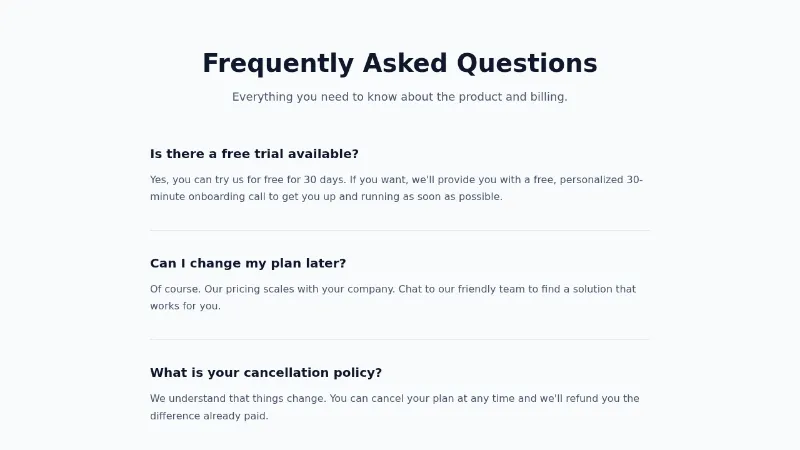 Frequently Asked Questions
Everything you need to know about the product and billing.
Is there a free trial available?
Yes, you can try us for free for 30 days. If you want, we'll provide you with a free, personalized 30-
minute onboarding call to get you up and running as soon as possible.
Can I change my plan later?
Of course. Our pricing scales with your company. Chat to our friendly team to find a solution that
works for you.
What is your cancellation policy?
We understand that things change. You can cancel your plan at any time and we'll refund you the
difference already paid.